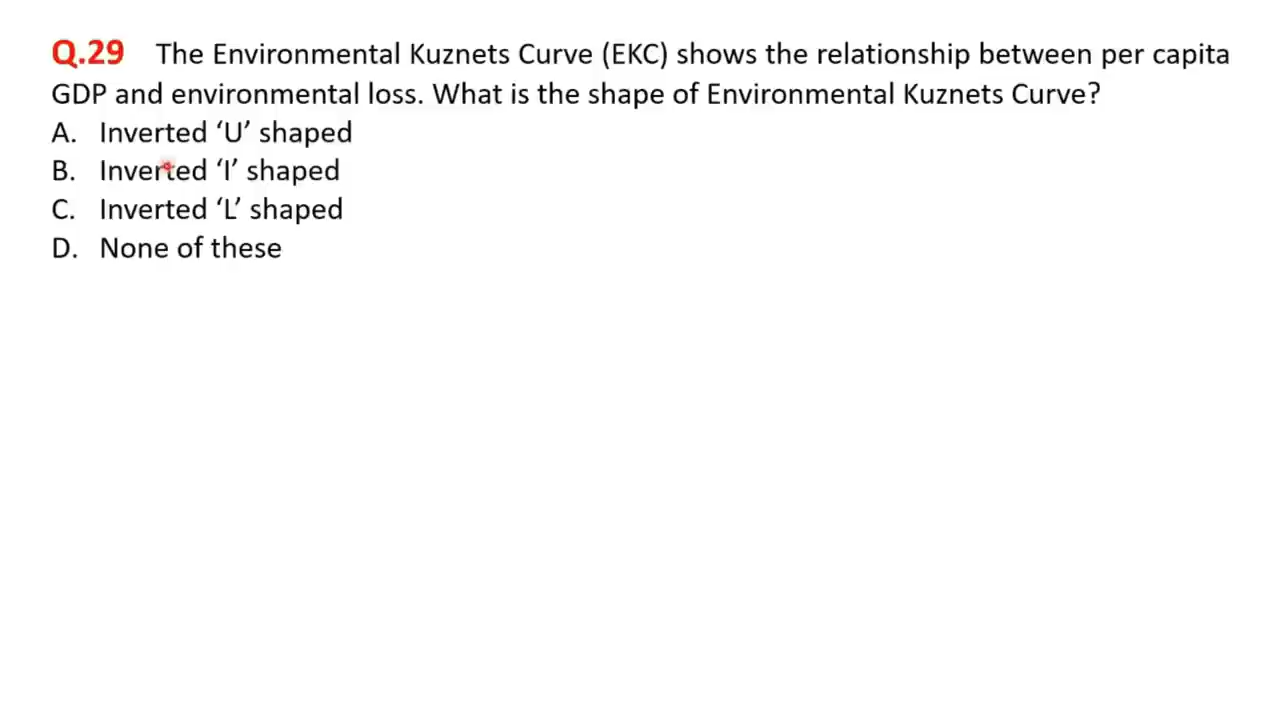 Q.29 The Environmental Kuznets Curve (EKC) shows the relationship between per capita
GDP and environmental loss. What is the shape of Environmental Kuznets Curve?
A. Inverted ‘U’ shaped
B. Inverted ‘I’ shaped
C. Inverted ‘L’ shaped
D. None of these